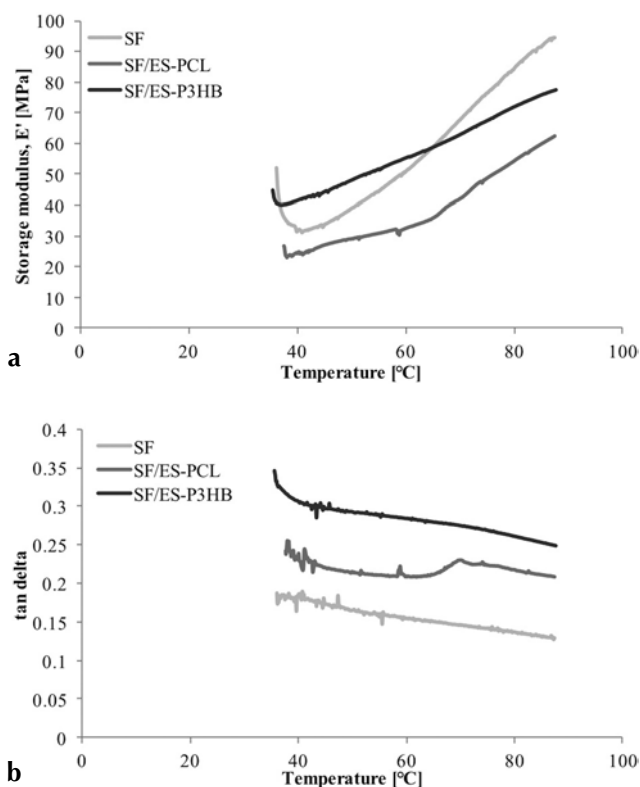 SF
SF/ES-PCL
SF/ES-P3HB
Storage modulus, E' [MPa]
100
90
80
70
60
50
40
30
20
10
0
0 20 40 60 80 100
Temperature [°C]
a
SF
SF/ES-PCL
SF/ES-P3HB
tan delta
0.4
0.35
0.3
0.25
0.2
0.15
0.1
0.05
0
0 20 40 60 80 100
Temperature [°C]
b